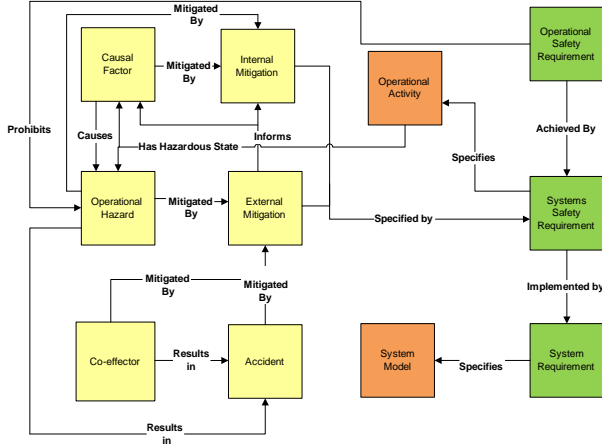 Mitigated
By
Operational
Safety
Requirement
Causal
Factor
Mitigated
By
Internal
Mitigation
Operational
Activity
Prohibits
Causes
Informs
Achieved By
Has Hazardous State
Specifies
Operational
Hazard
Mitigated
By
External
Mitigation
Specified by
Systems
Safety
Requirement
Mitigated
By
Mitigated
By
Implemented by
Co-effector
Results
in
Accident
System
Model
Specifies
System
Requirement
Results
in